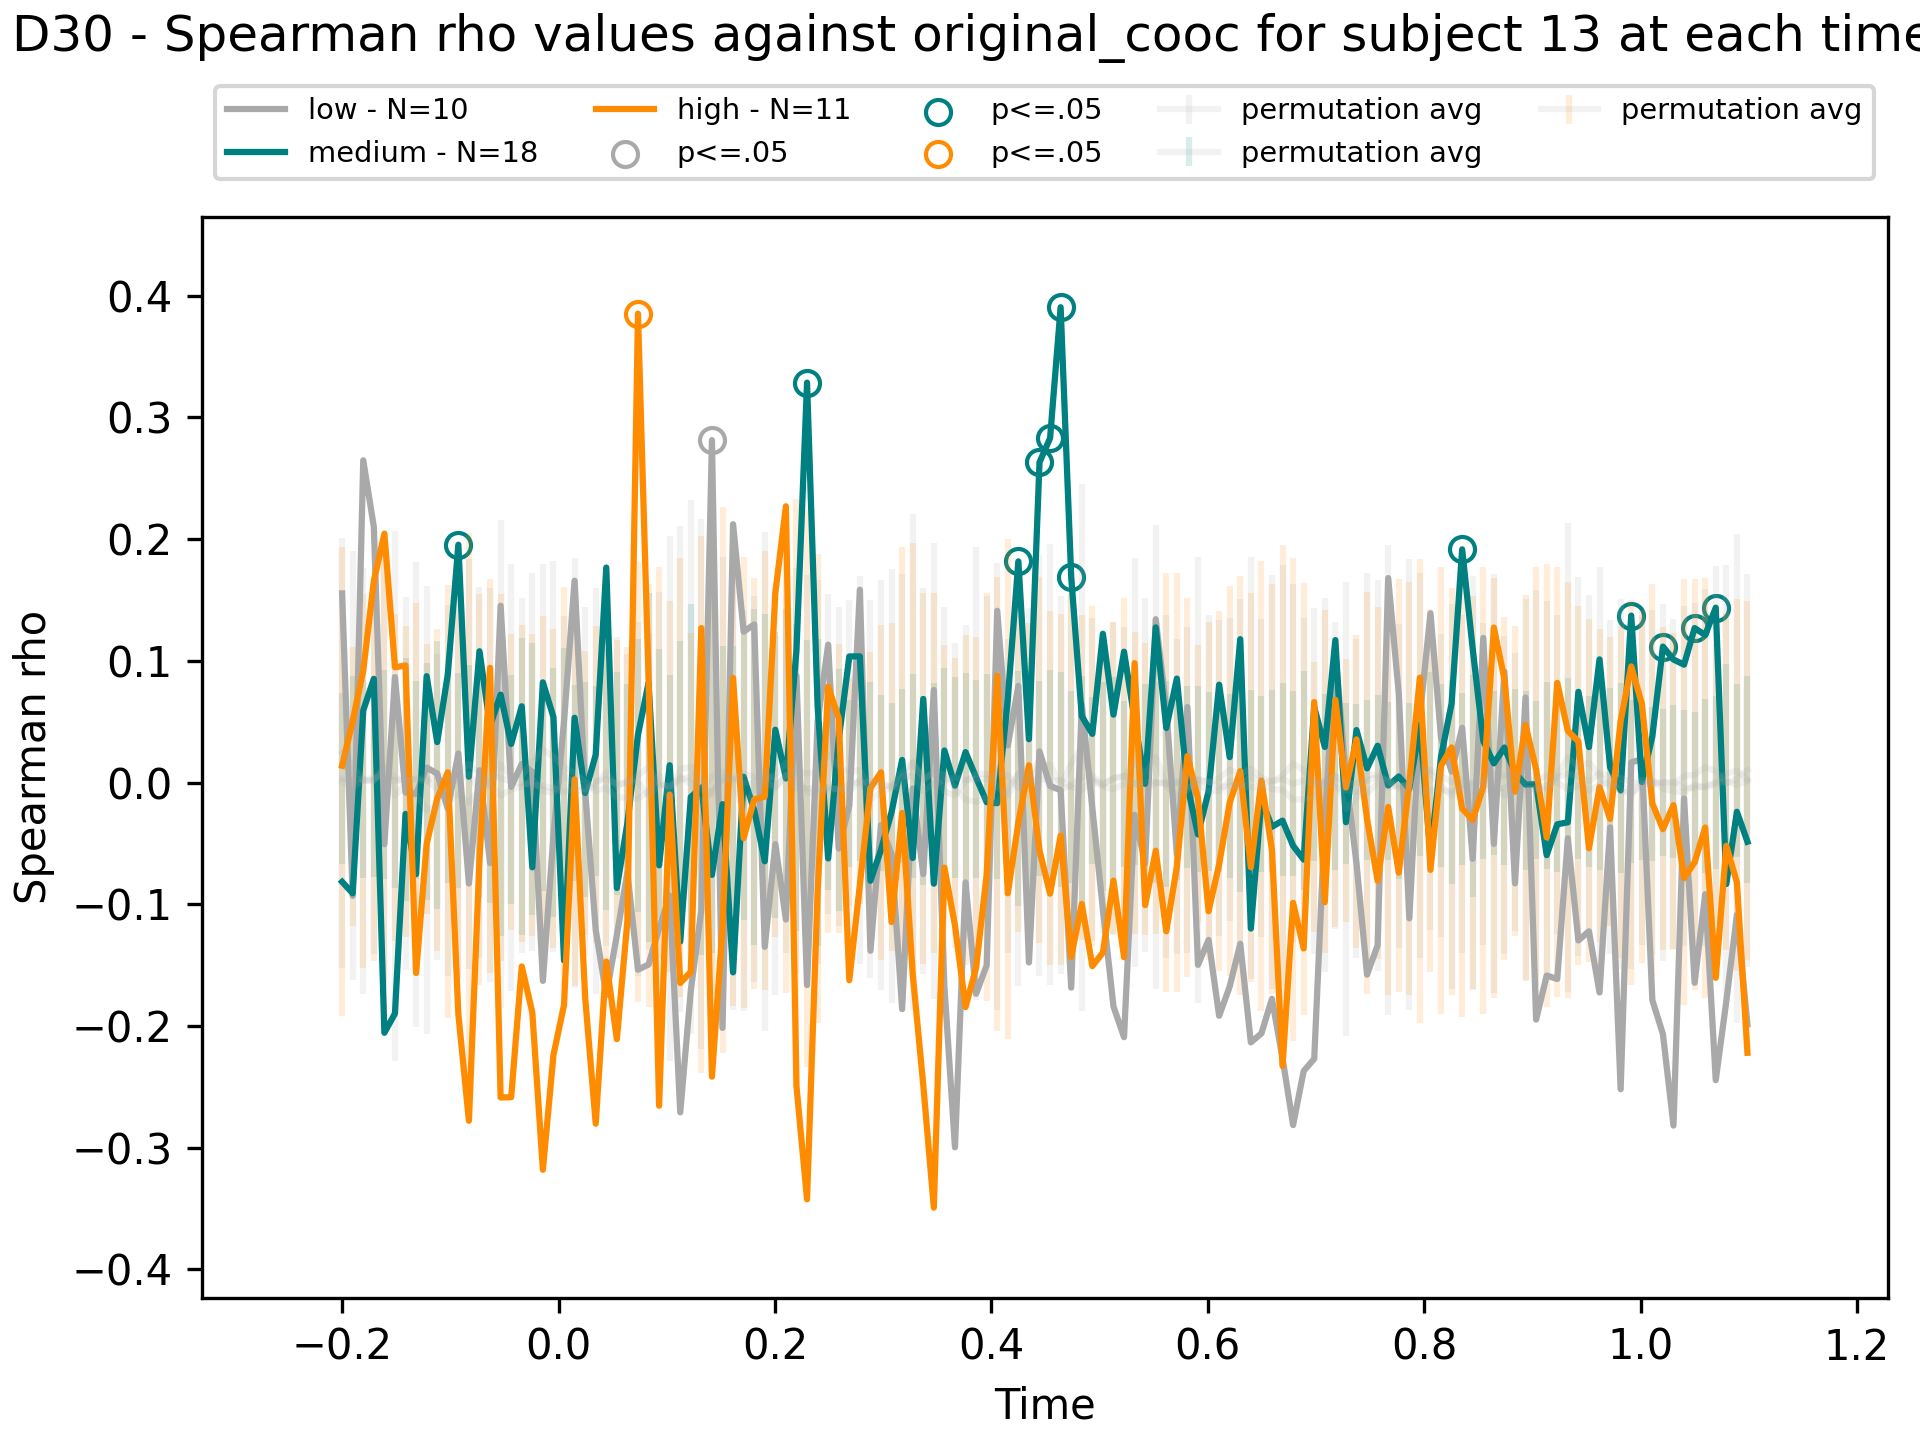 D30 - Spearman rho values against original_cooc for subject 13 at each time
low - N=10 high - N=11 p<=.05 permutation avg permutation avg
medium - N=18 p<=.05 p<=.05 permutation avg
Spearman rho
0.4
0.3
0.2
0.1
0.0
−0.1
−0.2
−0.3
−0.4
−0.2 0.0 0.2 0.4 0.6 0.8 1.0 1.2
Time